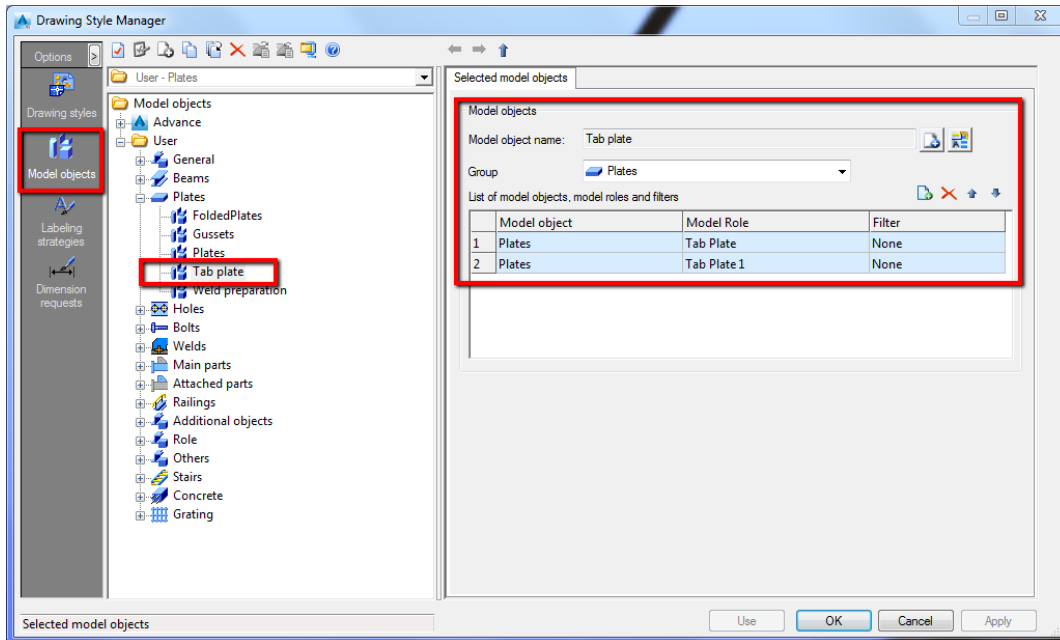 Drawing Style Manager
Options
>
User - Plates
Drawing styles
Model objects
Labeling
strategies
Dimension
requests
Model objects
Advance
User
General
Beams
Plates
FoldedPlates
Gussets
Plates
Tab plate
Weld preparation
Holes
Bolts
Welds
Main parts
Attached parts
Railings
Additional objects
Role
Others
Stairs
Concrete
Grating
Selected model objects
Model objects
Model object name: Tab plate
Group Plates
List of model objects, model roles and filters
Model object Model Role Filter
1 Plates Tab Plate None
2 Plates Tab Plate 1 None
Selected model objects
Use OK Cancel Apply